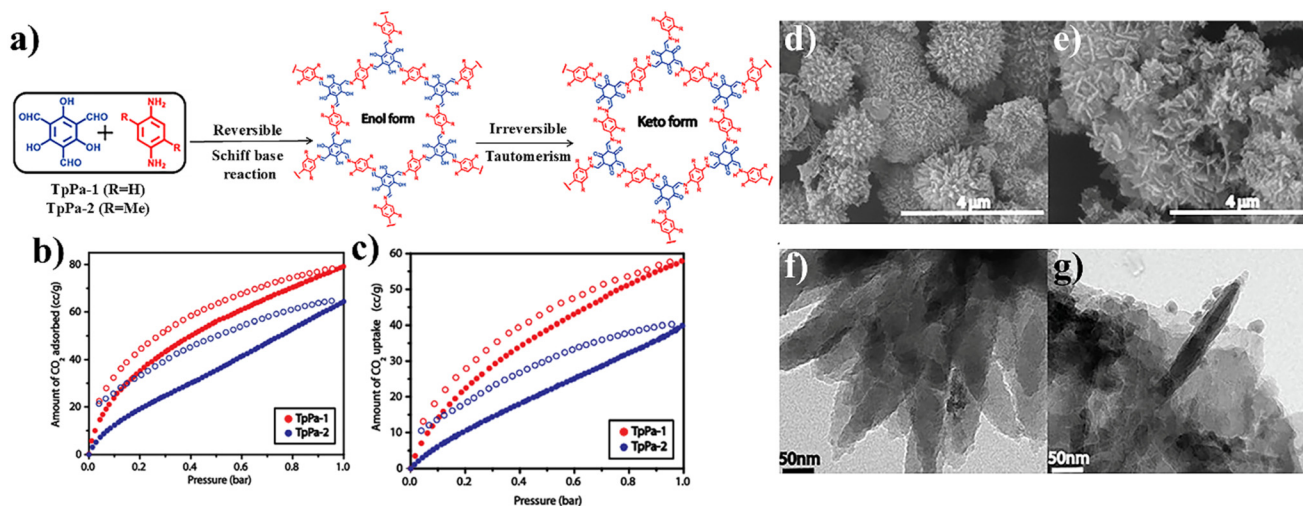 a)
OH
NH₂
OHC
CHO
R
+
R
HO
OH
CHO
NH₂
TpPa-1 (R=H)
TpPa-2 (R=Me)
Reversible
Schiff base
reaction
Enol form
Irreversible
Tautomerism
Keto form
b)
Amount of CO₂ adsorbed (cc/g)
80
60
40
20
0
0.0 0.2 0.4 0.6 0.8 1.0
Pressure (bar)
TpPa-1
TpPa-2
c)
Amount of CO₂ uptake (cc/g)
60
50
40
30
20
10
0
0.0 0.2 0.4 0.6 0.8 1.0
Pressure (bar)
TpPa-1
TpPa-2
d)
4 μm
e)
4 μm
f)
50nm
g)
50nm